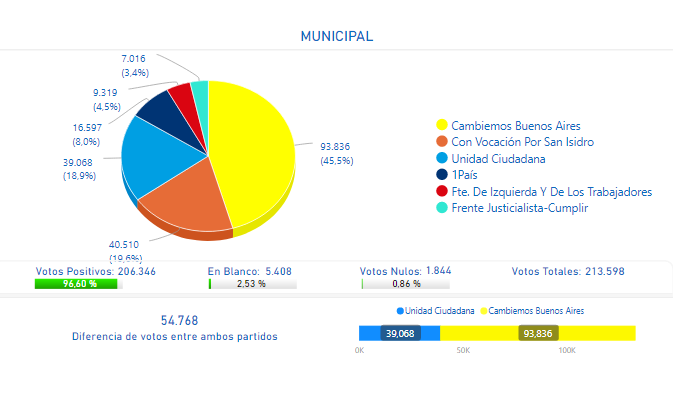 MUNICIPAL
7.016
(3,4%)
9.319
(4,5%)
16.597
(8,0%)
39.068
(18,9%)
40.510
(19,6%)
93.836
(45,5%)
Cambiemos Buenos Aires
Con Vocación Por San Isidro
Unidad Ciudadana
1País
Fte. De Izquierda Y De Los Trabajadores
Frente Justicialista-Cumplir
Votos Positivos: 206.346
96,60 %
En Blanco: 5.408
2,53 %
Votos Nulos: 1.844
0,86 %
Votos Totales: 213.598
54.768
Diferencia de votos entre ambos partidos
Unidad Ciudadana Cambiemos Buenos Aires
39,068 93,836
0K 50K 100K